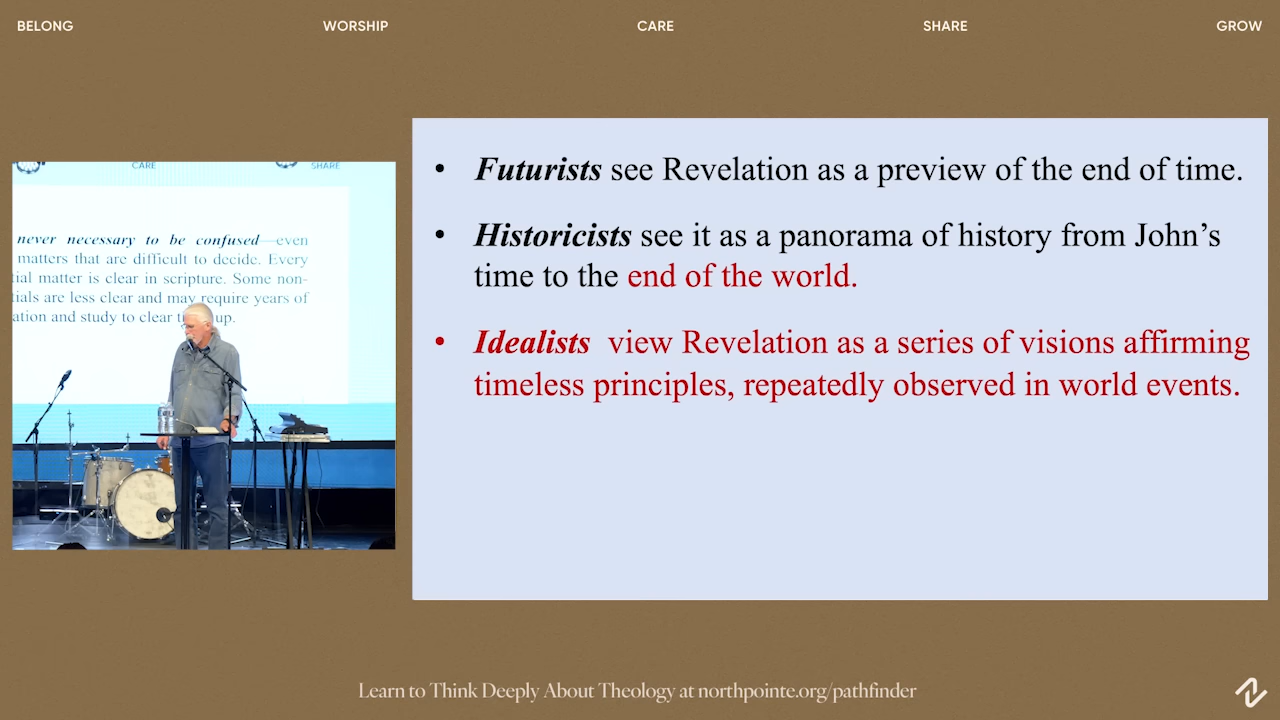 BELONG WORSHIP CARE SHARE GROW
CARE SHARE
never necessary to be confused even
matters that are difficult to decide. Every
tial matter is clear in scripture. Some non-
tials are less clear and may require years of
ation and study to clear up.
• Futurists see Revelation as a preview of the end of time.
• Historicists see it as a panorama of history from John’s
time to the end of the world.
• Idealists view Revelation as a series of visions affirming
timeless principles, repeatedly observed in world events.
Learn to Think Deeply About Theology at northpointe.org/pathfinder